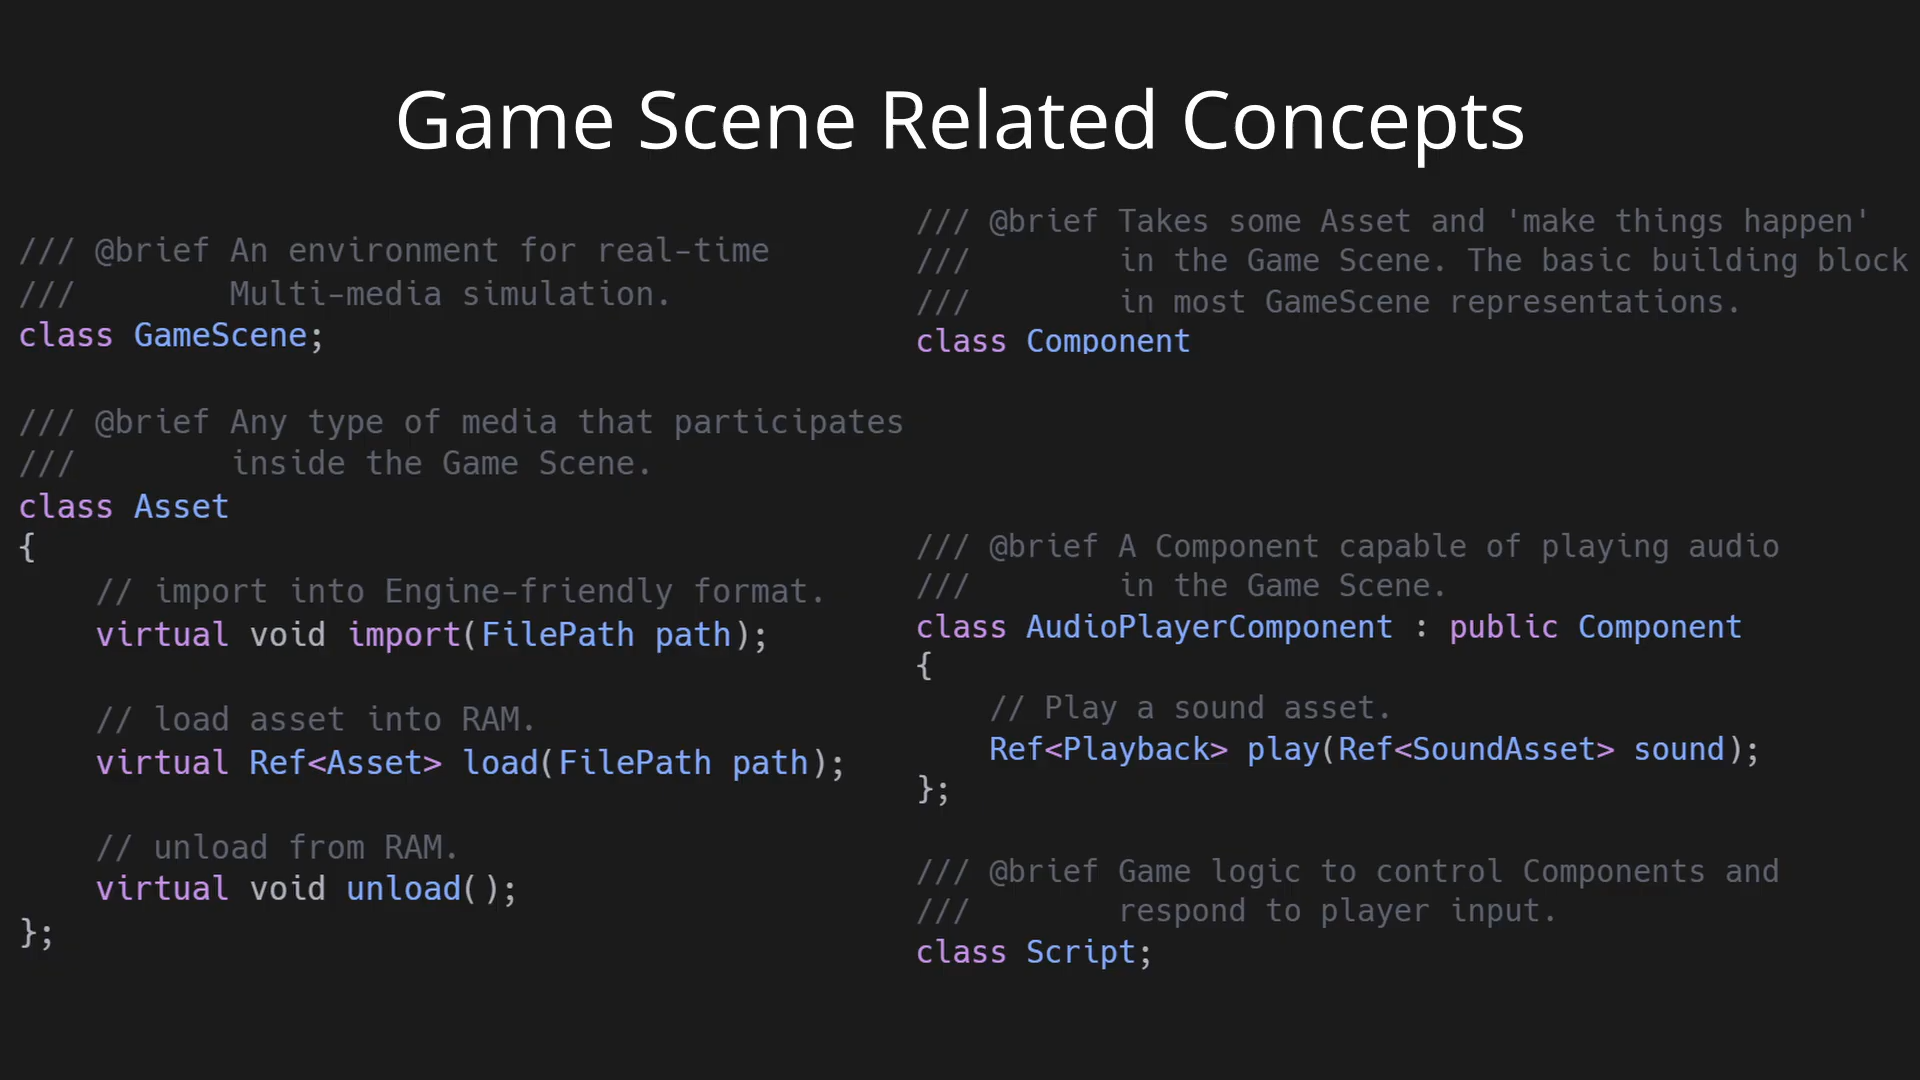 Game Scene Related Concepts
/// @brief An environment for real-time
///        Multi-media simulation.
class GameScene;
/// @brief Any type of media that participates
///        inside the Game Scene.
class Asset
{
    // import into Engine-friendly format.
    virtual void import(FilePath path);
    // load asset into RAM.
    virtual Ref<Asset> load(FilePath path);
    // unload from RAM.
    virtual void unload();
};
/// @brief Takes some Asset and 'make things happen'
///        in the Game Scene. The basic building block
///        in most GameScene representations.
class Component
/// @brief A Component capable of playing audio
///        in the Game Scene.
class AudioPlayerComponent : public Component
{
    // Play a sound asset.
    Ref<Playback> play(Ref<SoundAsset> sound);
};
/// @brief Game logic to control Components and
///        respond to player input.
class Script;